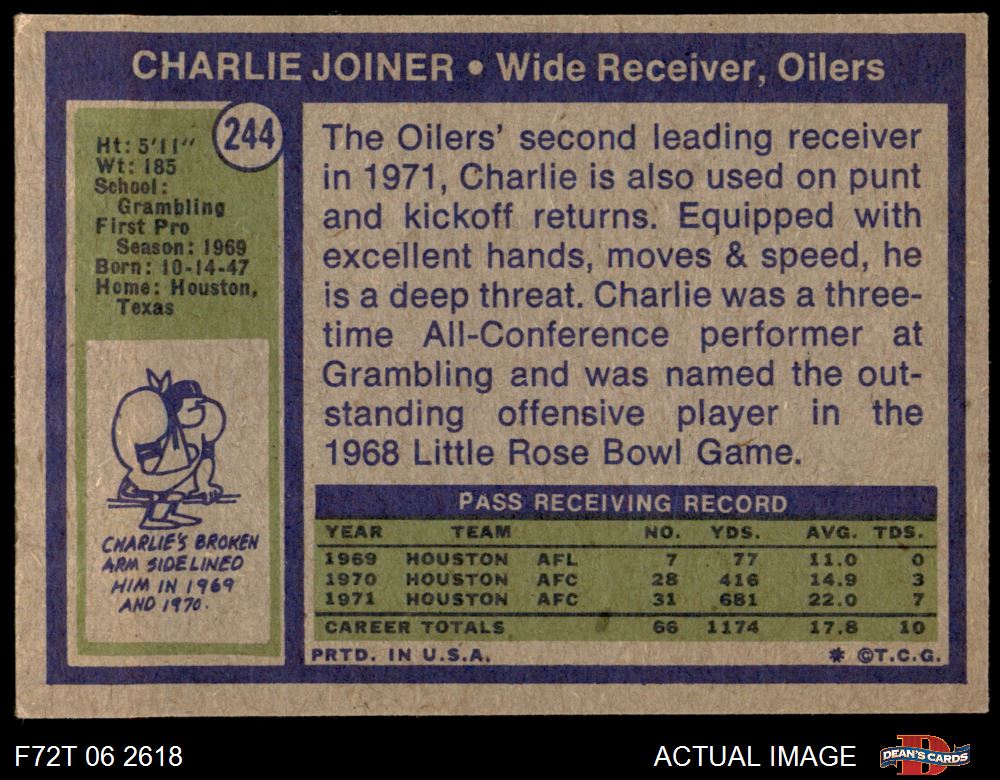 CHARLIE JOINER • Wide Receiver, Oilers
244
Ht: 5'11"
Wt: 185
School:
Grambling
First Pro
Season: 1969
Born: 10-14-47
Home: Houston,
Texas
CHARLIE'S BROKEN
ARM SIDELINED
HIM IN 1969
AND 1970.
The Oilers' second leading receiver
in 1971, Charlie is also used on punt
and kickoff returns. Equipped with
excellent hands, moves & speed, he
is a deep threat. Charlie was a three-
time All-Conference performer at
Grambling and was named the out-
standing offensive player in the
1968 Little Rose Bowl Game.
PASS RECEIVING RECORD
YEAR TEAM NO. YDS. AVG. TDS.
1969 HOUSTON AFL 7 77 11.0 0
1970 HOUSTON AFC 28 416 14.9 3
1971 HOUSTON AFC 31 681 22.0 7
CAREER TOTALS 66 1174 17.8 10
PRTD. IN U.S.A. * ©T.C.G.
F72T 06 2618 ACTUAL IMAGE DEAN'S CARDS